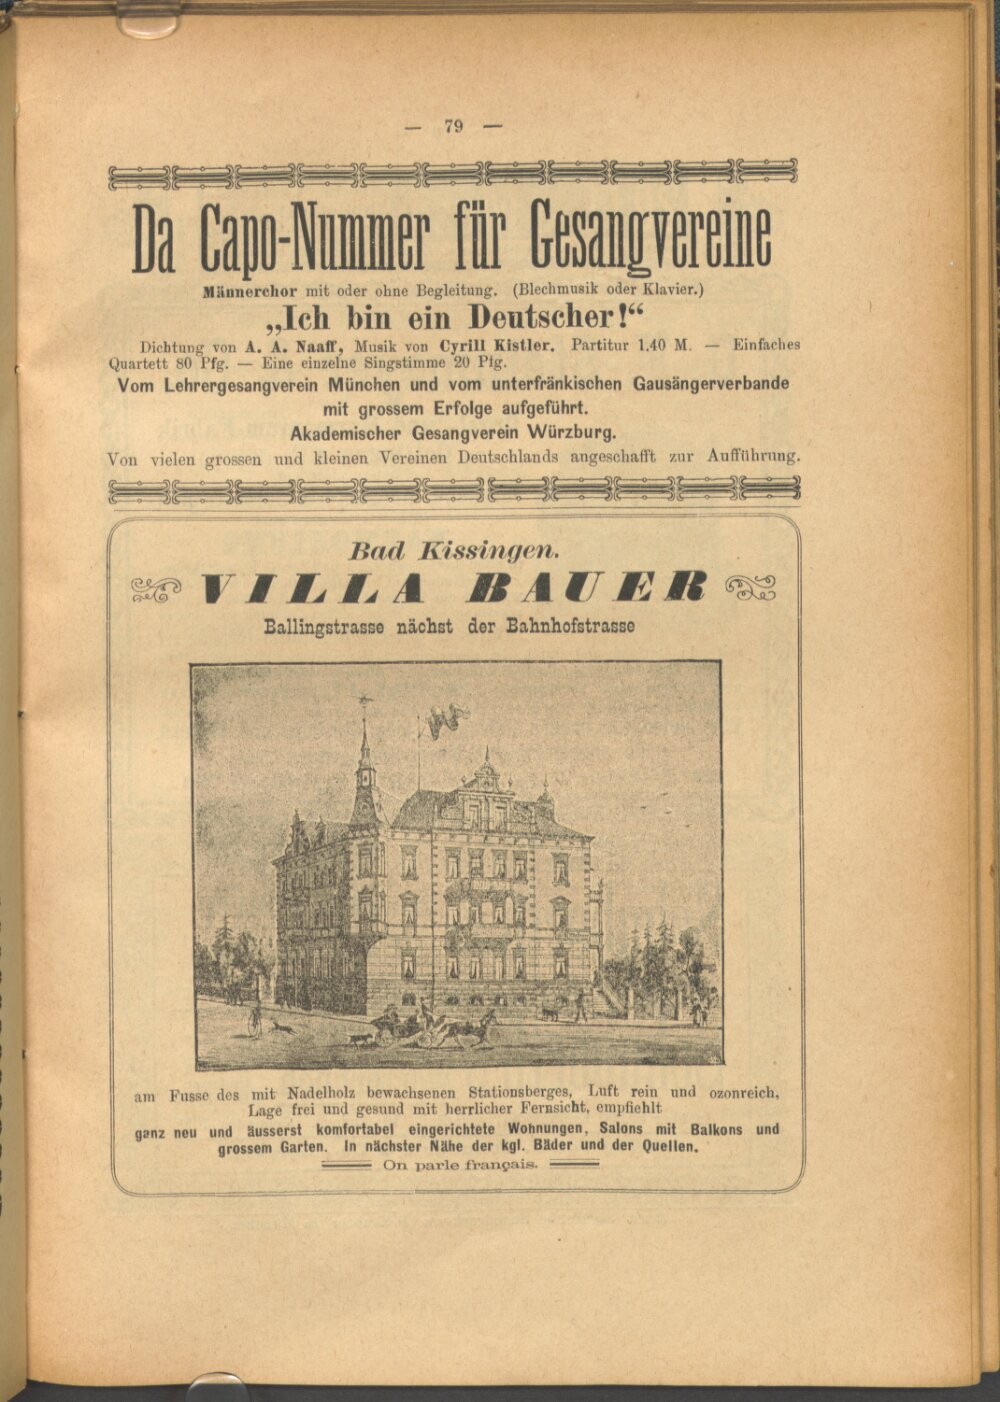 — 79 —
Da Capo-Nummer für Gesangvereine
Männerchor mit oder ohne Begleitung. (Blechmusik oder Klavier.)
„Ich bin ein Deutscher!“
Dichtung von A. A. Naaff, Musik von Cyrill Kistler. Partitur 1.40 M. — Einfaches
Quartett 80 Pfg. — Eine einzelne Singstimme 20 Pfg.
Vom Lehrergesangverein München und vom unterfränkischen Gausängerverbande
mit grossem Erfolge aufgeführt.
Akademischer Gesangverein Würzburg.
Von vielen grossen und kleinen Vereinen Deutschlands angeschafft zur Aufführung.
Bad Kissingen.
VILLA BAUER
Ballingstrasse nächst der Bahnhofstrasse
am Fusse des mit Nadelholz bewachsenen Stationsberges, Luft rein und ozonreich,
Lage frei und gesund mit herrlicher Fernsicht, empfiehlt
ganz neu und äusserst komfortabel eingerichtete Wohnungen, Salons mit Balkons und
grossem Garten. In nächster Nähe der kgl. Bäder und der Quellen.
On parle français.